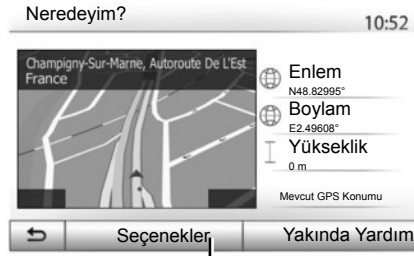 Neredeyim?
10:52
Champigny-Sur-Marne, Autoroute De L'Est
France
Enlem
N48.82995°
Boylam
E2.49608°
Yükseklik
0 m
Mevcut GPS Konumu
Seçenekler
Yakında Yardım